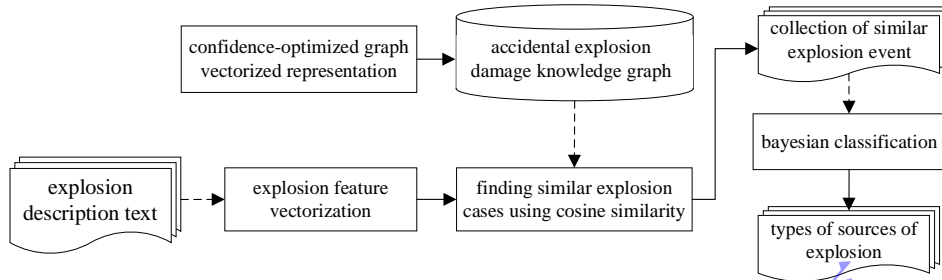 confidence-optimized graph
vectorized representation
accidental explosion
damage knowledge graph
collection of similar
explosion event
bayesian classification
explosion
description text
explosion feature
vectorization
finding similar explosion
cases using cosine similarity
types of sources of
explosion